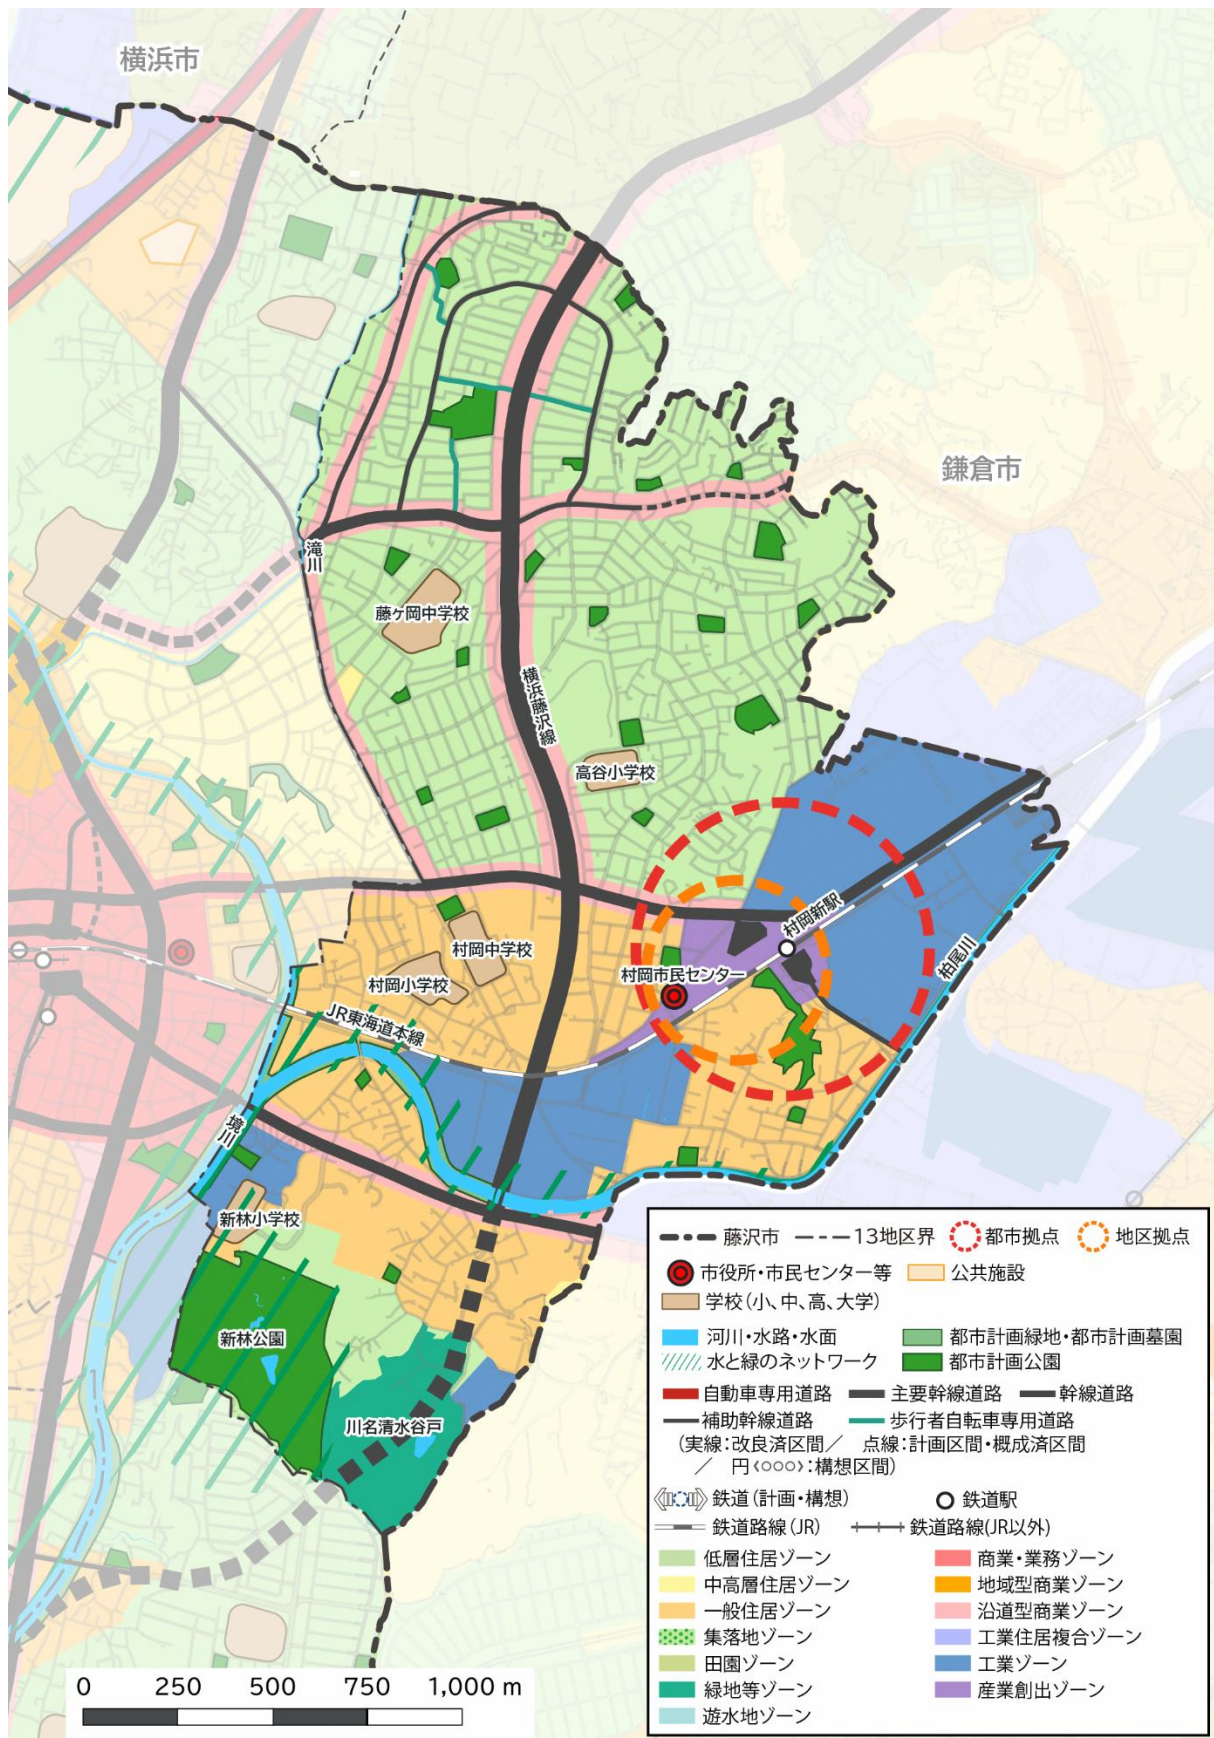 横浜市
鎌倉市
滝川
藤ヶ岡中学校
横浜藤沢線
高谷小学校
村岡新駅
村岡中学校
村岡小学校
村岡市民センター
柏尾川
JR東海道本線
境川
新林小学校
新林公園
川名清水谷戸
藤沢市 13地区界 都市拠点 地区拠点
市役所・市民センター等 公共施設
学校(小、中、高、大学)
河川・水路・水面 都市計画緑地・都市計画墓園
水と緑のネットワーク 都市計画公園
自動車専用道路 主要幹線道路 幹線道路
補助幹線道路 歩行者自転車専用道路
(実線:改良済区間/ 点線:計画区間・概成済区間
/ 円〈○○○〉:構想区間)
鉄道(計画・構想) 鉄道駅
鉄道路線(JR) 鉄道路線(JR以外)
低層住居ゾーン 商業・業務ゾーン
中高層住居ゾーン 地域型商業ゾーン
一般住居ゾーン 沿道型商業ゾーン
集落地ゾーン 工業住居複合ゾーン
田園ゾーン 工業ゾーン
緑地等ゾーン 産業創出ゾーン
遊水地ゾーン
0 250 500 750 1,000 m